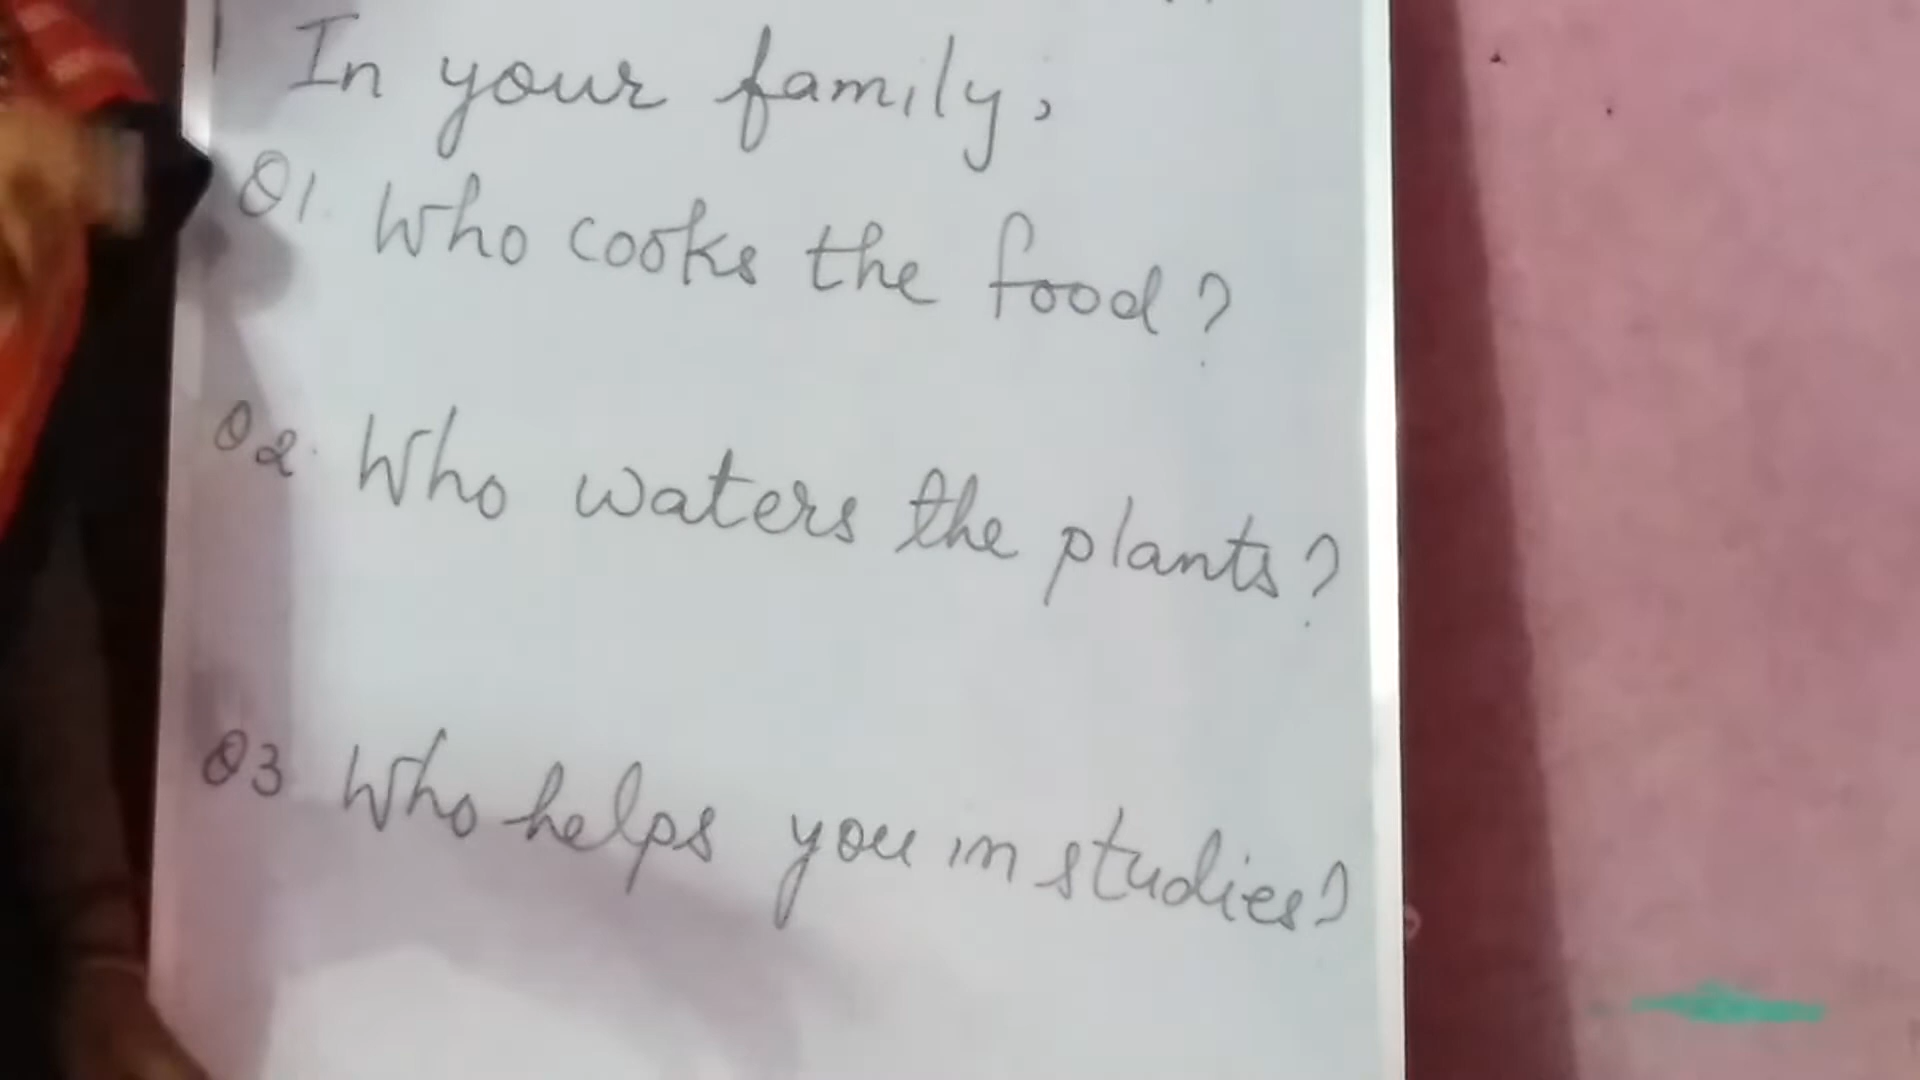 In your family,
Q1. Who cooks the food?
Q2. Who waters the plants?
Q3 Who helps you in studies?